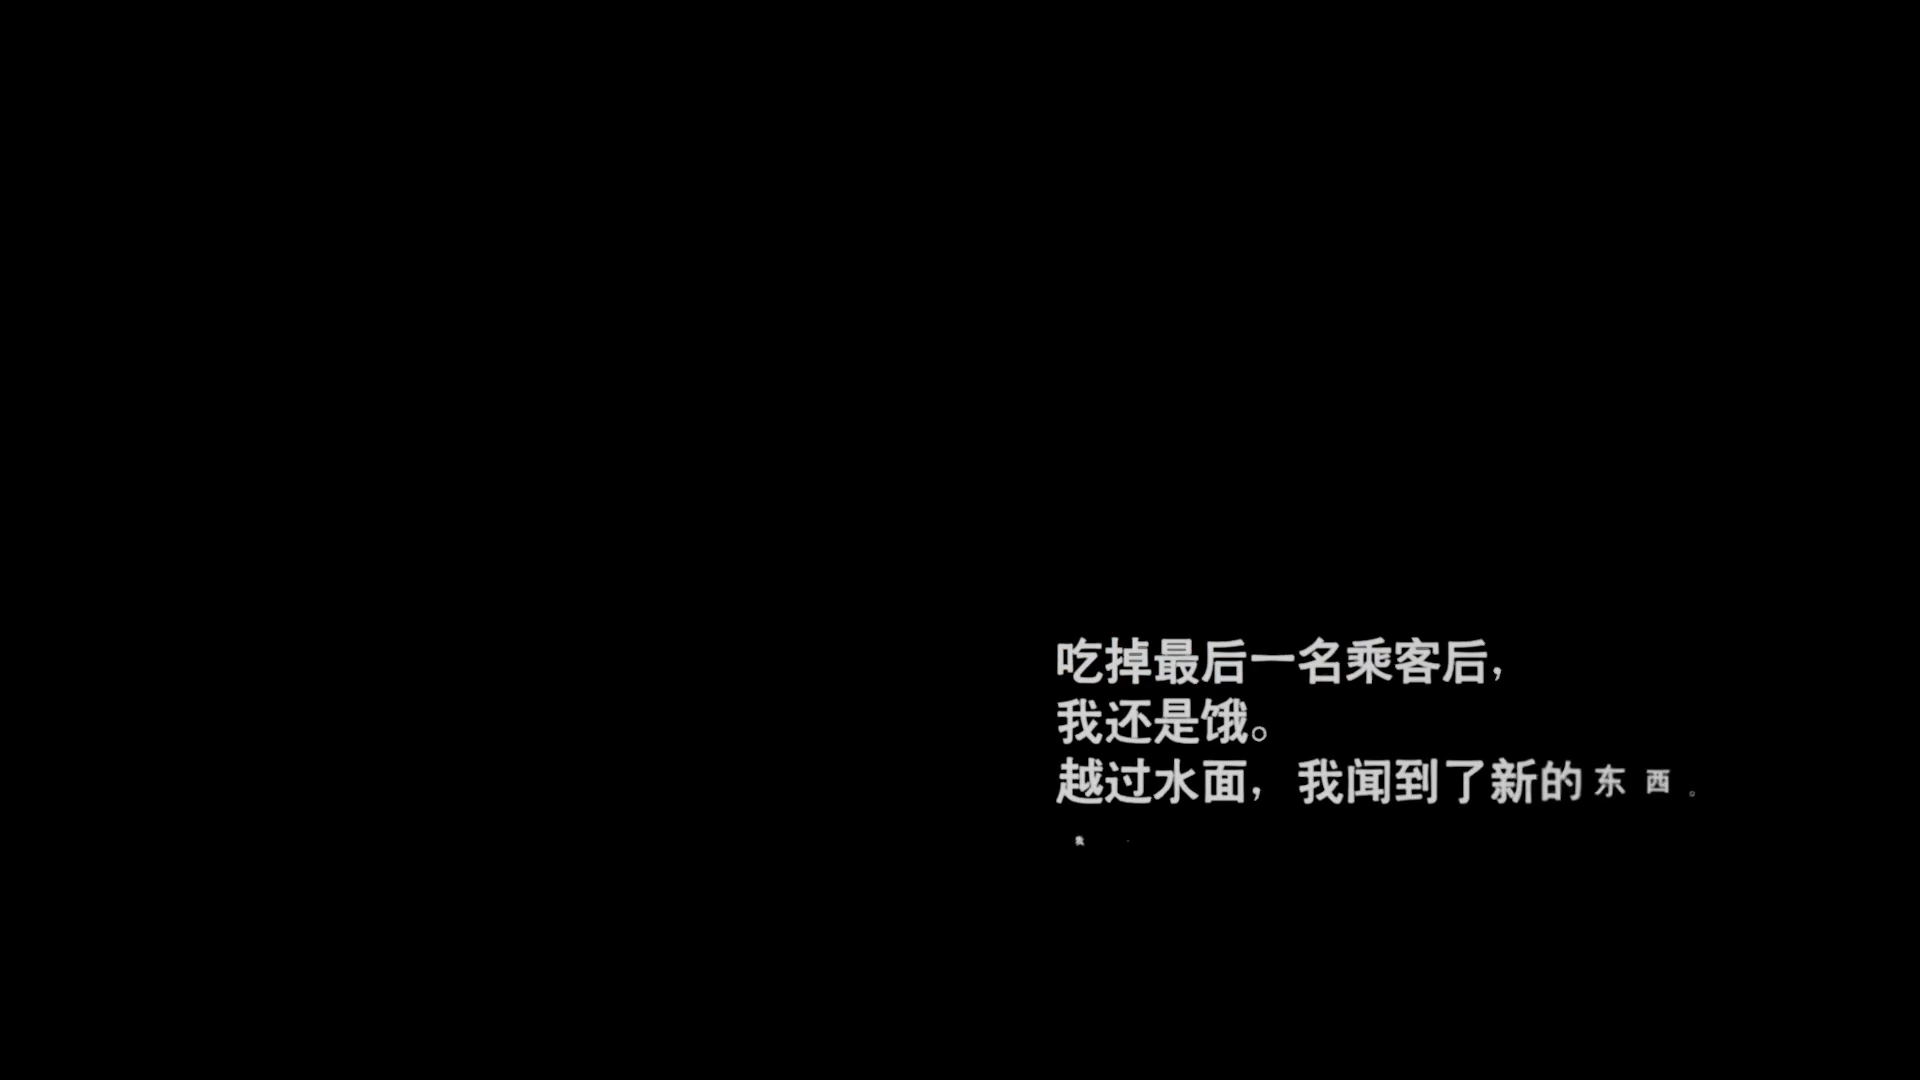 吃掉最后一名乘客后，
我还是饿。
越过水面，我闻到了新的东西。
我